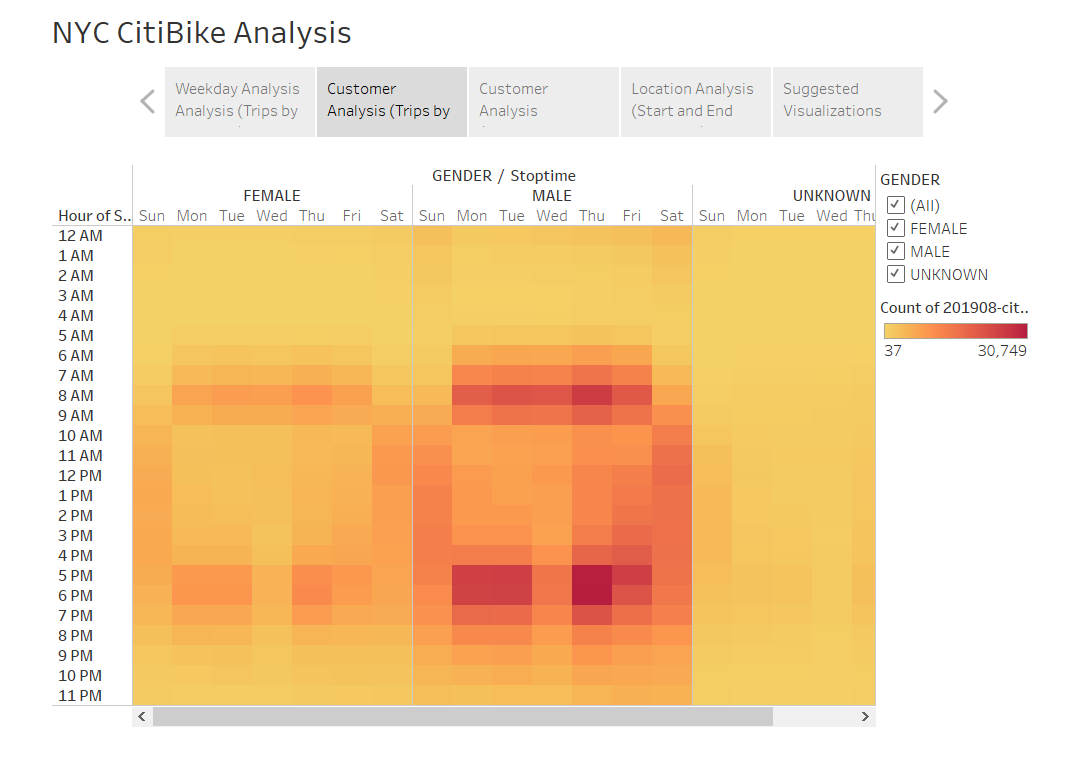 NYC CitiBike Analysis
Weekday Analysis
Analysis (Trips by
Customer
Analysis (Trips by
Customer
Analysis
Location Analysis
(Start and End
Suggested
Visualizations
GENDER / Stoptime
FEMALE MALE UNKNOWN
Hour of S.. Sun Mon Tue Wed Thu Fri Sat Sun Mon Tue Wed Thu Fri Sat Sun Mon Tue Wed Thu
12 AM
1 AM
2 AM
3 AM
4 AM
5 AM
6 AM
7 AM
8 AM
9 AM
10 AM
11 AM
12 PM
1 PM
2 PM
3 PM
4 PM
5 PM
6 PM
7 PM
8 PM
9 PM
10 PM
11 PM
GENDER
(All)
FEMALE
MALE
UNKNOWN
Count of 201908-cit..
37 30,749